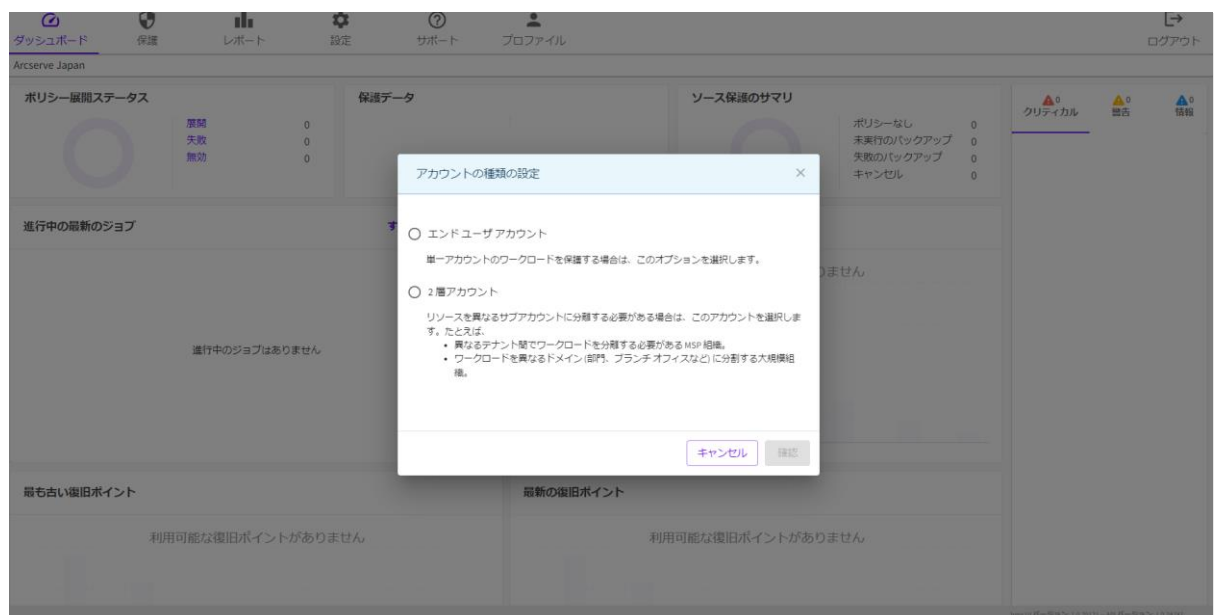 ダッシュボード
保護
レポート
設定
サポート
プロファイル
ログアウト
Arcserve Japan
ポリシー展開ステータス
展開 0
失敗 0
無効 0
保護データ
ソース保護のサマリ
ポリシーなし 0
未実行のバックアップ 0
失敗のバックアップ 0
キャンセル 0
0
クリティカル
0
警告
0
情報
アカウントの種類の設定
エンド ユーザ アカウント
単一アカウントのワークロードを保護する場合は、このオプションを選択します。
2 層アカウント
リソースを異なるサブアカウントに分離する必要がある場合は、このアカウントを選択しま
す。たとえば、
• 異なるテナント間でワークロードを分離する必要がある MSP 組織。
• ワークロードを異なるドメイン (部門、ブランチ オフィスなど) に分割する大規模組
織。
キャンセル
確認
進行中の最新のジョブ
す
進行中のジョブはありません
りません
最も古い復旧ポイント
利用可能な復旧ポイントがありません
最新の復旧ポイント
利用可能な復旧ポイントがありません